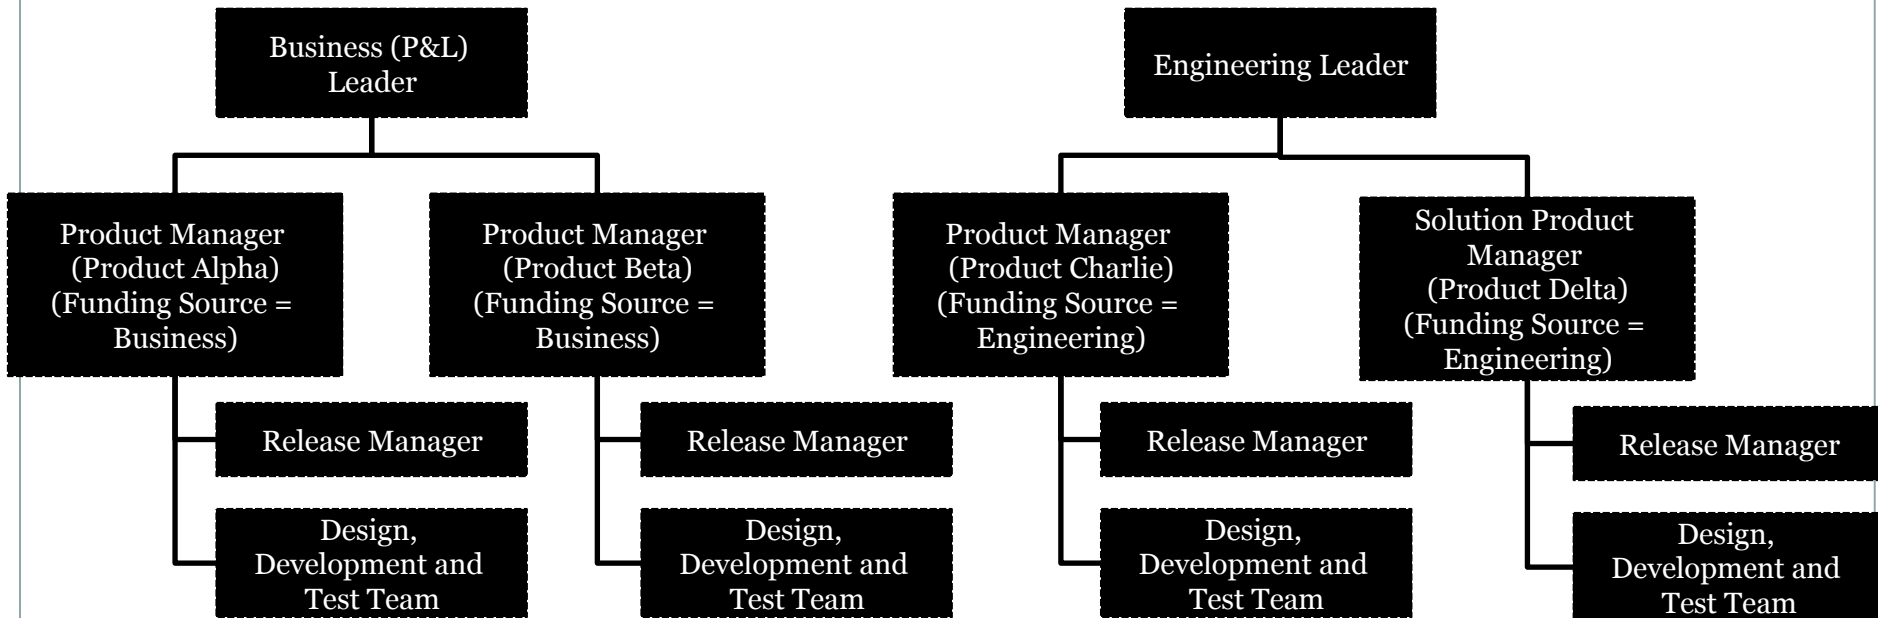 Business (P&L)
Leader
Engineering Leader
Product Manager
(Product Alpha)
(Funding Source =
Business)
Product Manager
(Product Beta)
(Funding Source =
Business)
Product Manager
(Product Charlie)
(Funding Source =
Engineering)
Solution Product
Manager
(Product Delta)
(Funding Source =
Engineering)
Release Manager
Release Manager
Release Manager
Release Manager
Design,
Development and
Test Team
Design,
Development and
Test Team
Design,
Development and
Test Team
Design,
Development and
Test Team